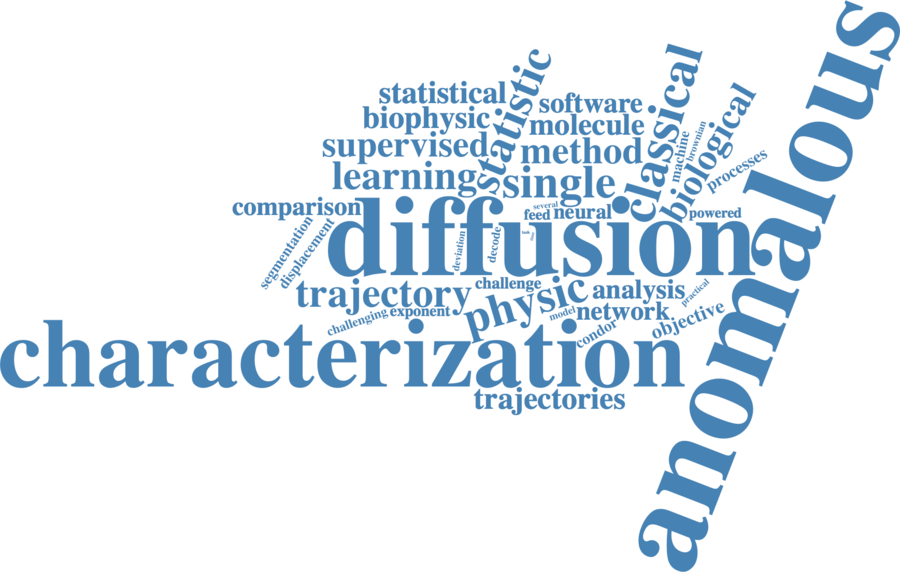 anomalous
statistical
statistic
software
classical
biophysic
molecule
biological
supervised
method
machine
brownian
processes
learning
single
comparison
several
feed
neural
powered
diffusion
segmentation
displacement
deviation
decode
task
trajectory
challenge
physic
analysis
practical
challenging
exponent
model
network
condor
objective
characterization
trajectories